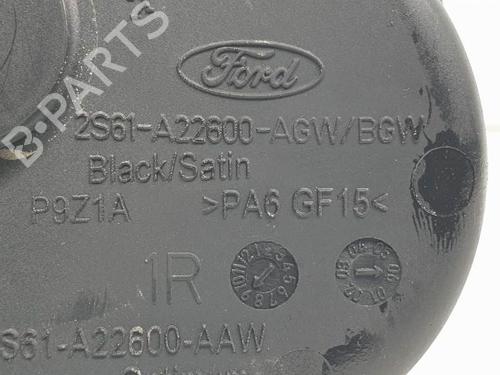 Ford
2S61-A22600-AGW/BGW
Black/Satin
P9Z1A >PA6 GF15<
1R
S61-A22600-AAW
B-PARTS